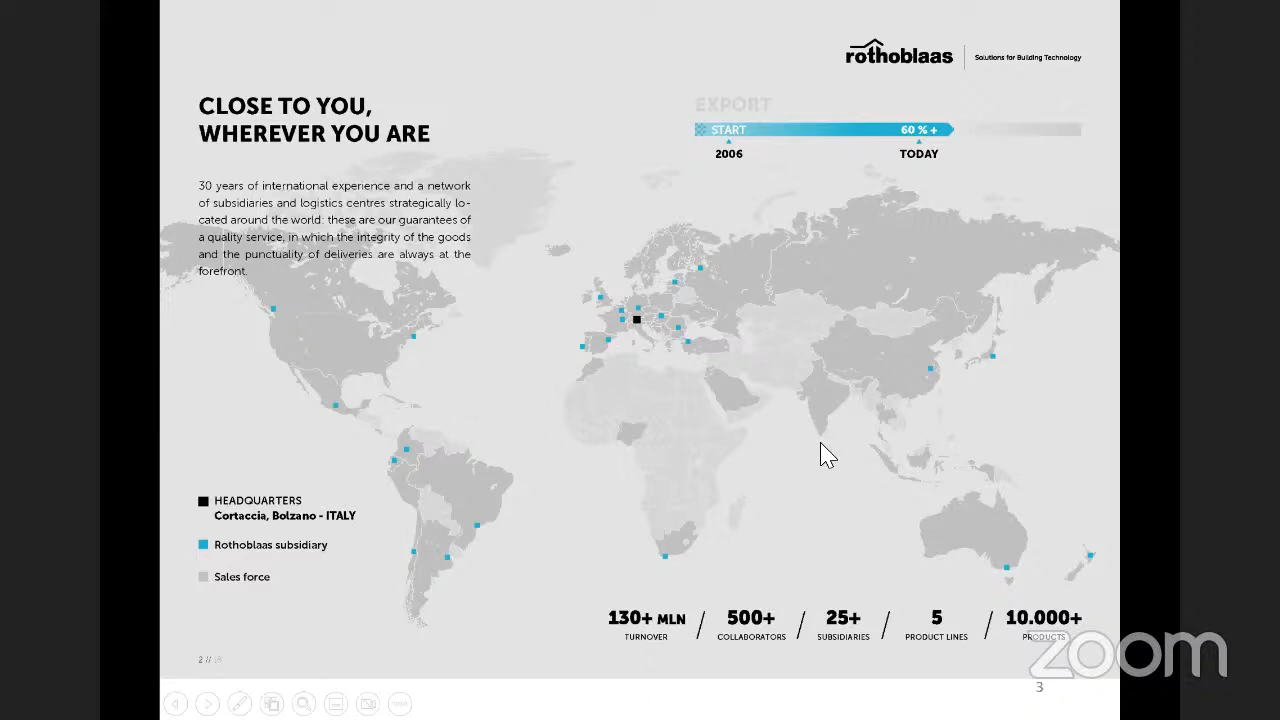 rothoblaas
Solutions for Building Technology
CLOSE TO YOU,
WHEREVER YOU ARE
EXPORT
START
60 % +
2006
TODAY
30 years of international experience and a network
of subsidiaries and logistics centres strategically lo-
cated around the world: these are our guarantees of
a quality service, in which the integrity of the goods
and the punctuality of deliveries are always at the
forefront.
HEADQUARTERS
Cortaccia, Bolzano - ITALY
Rothoblaas subsidiary
Sales force
130+ MLN
TURNOVER
500+
COLLABORATORS
25+
SUBSIDIARIES
5
PRODUCT LINES
10.000+
PRODUCTS
2 // 18
zoom
3